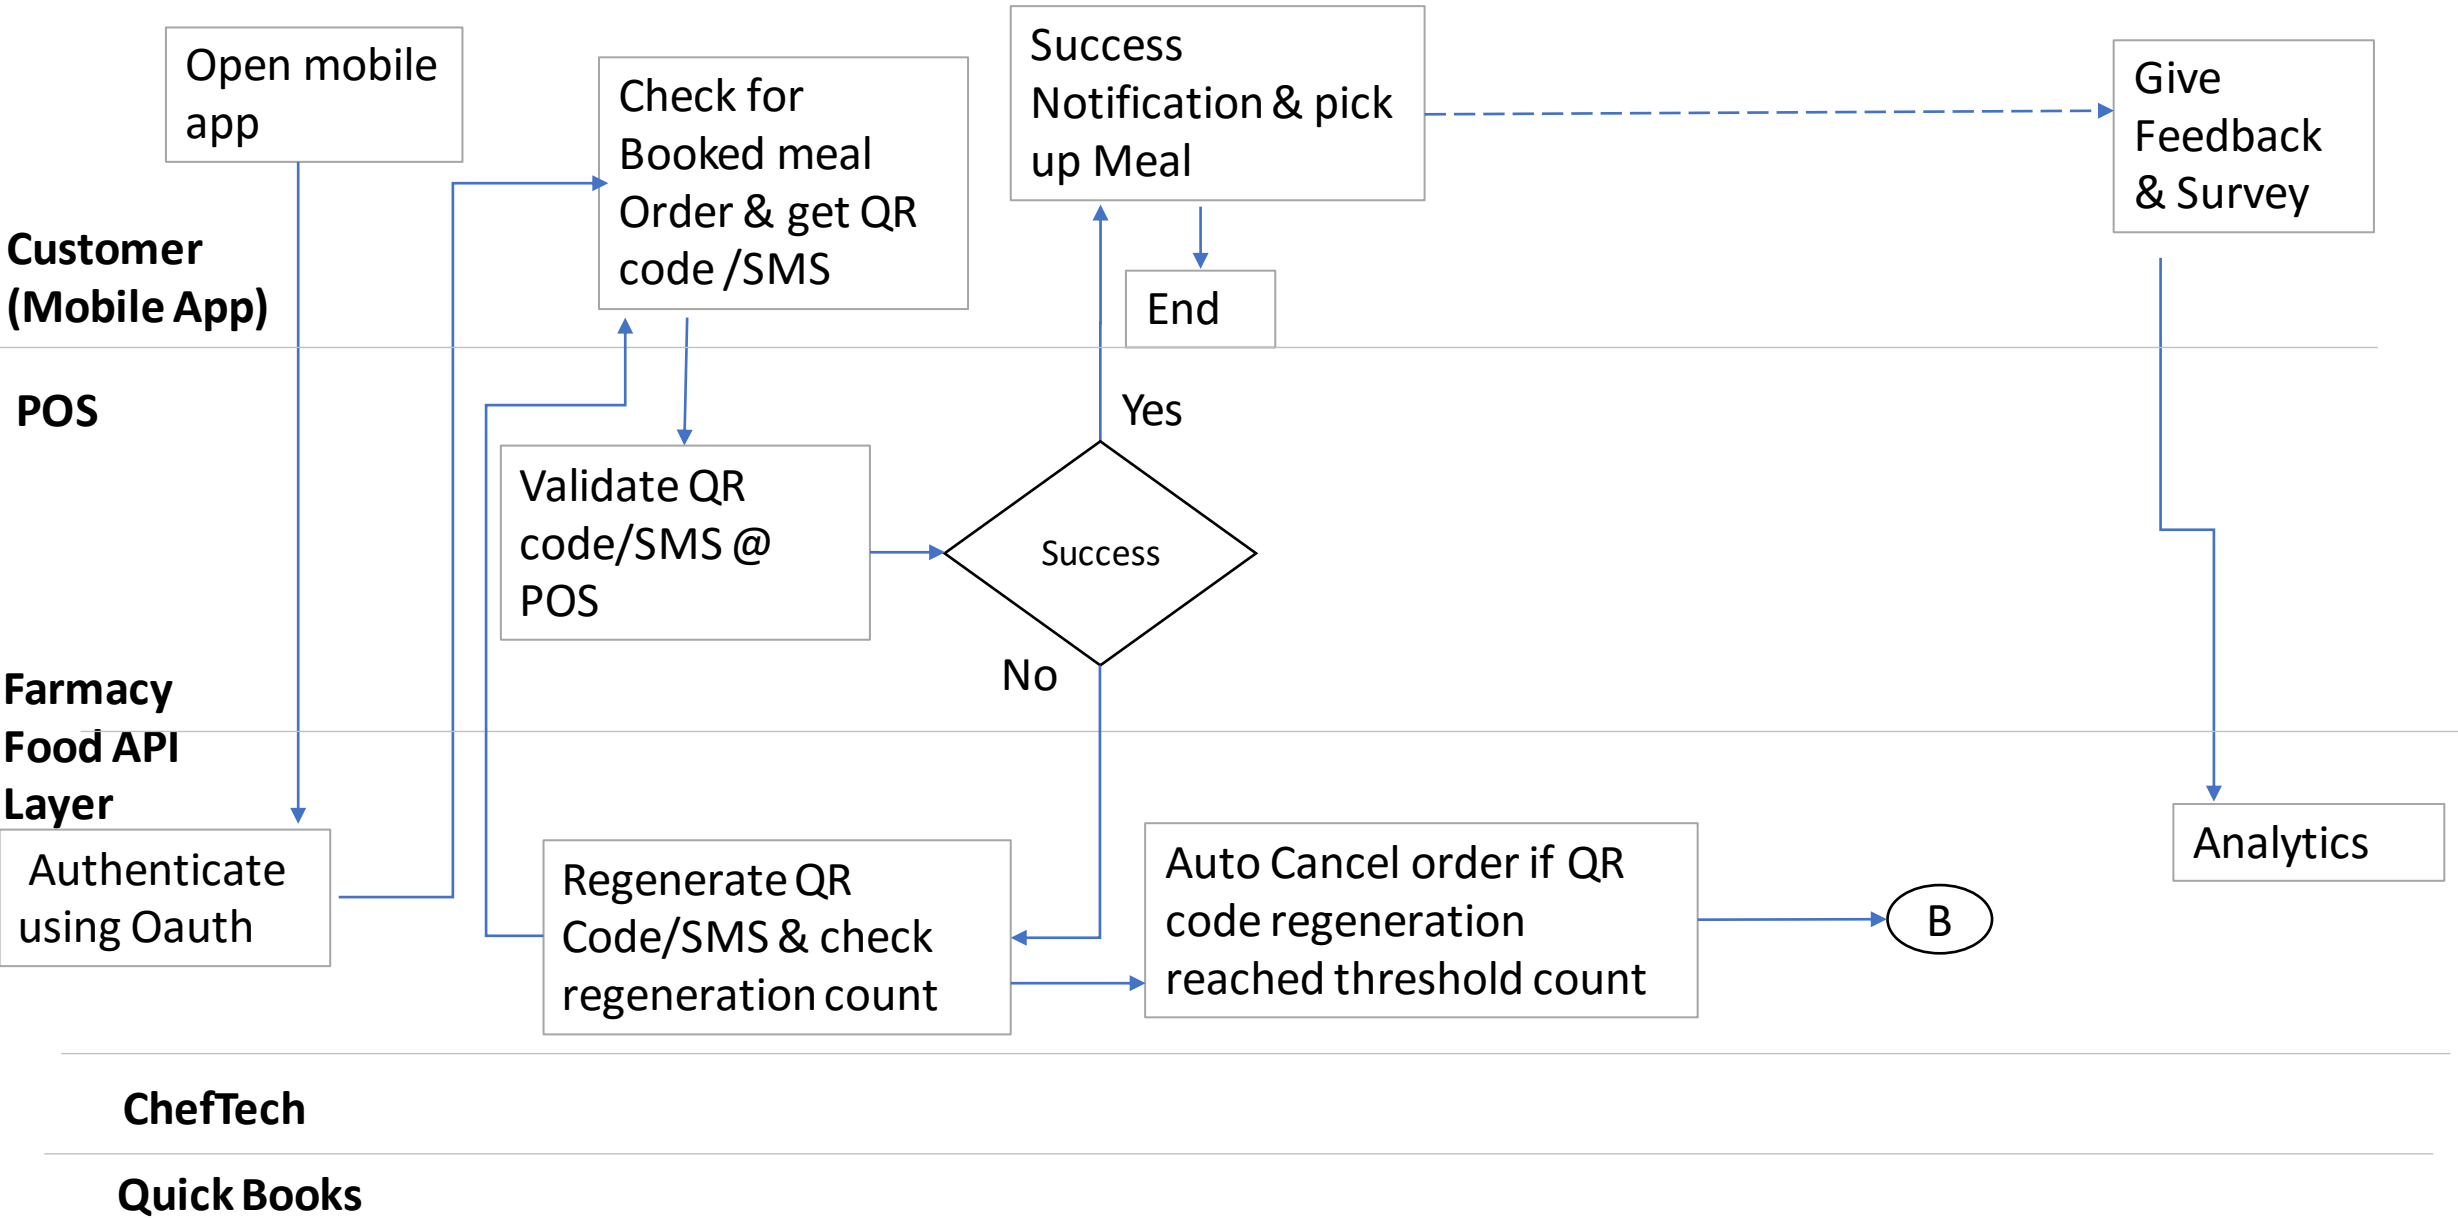 Open mobile
app
Check for
Booked meal
Order & get QR
code /SMS
Success
Notification & pick
up Meal
Give
Feedback
& Survey
Customer
(Mobile App)
End
POS
Yes
Validate QR
code/SMS @
POS
Success
No
Farmacy
Food API
Layer
Authenticate
using Oauth
Regenerate QR
Code/SMS & check
regeneration count
Auto Cancel order if QR
code regeneration
reached threshold count
B
Analytics
ChefTech
Quick Books